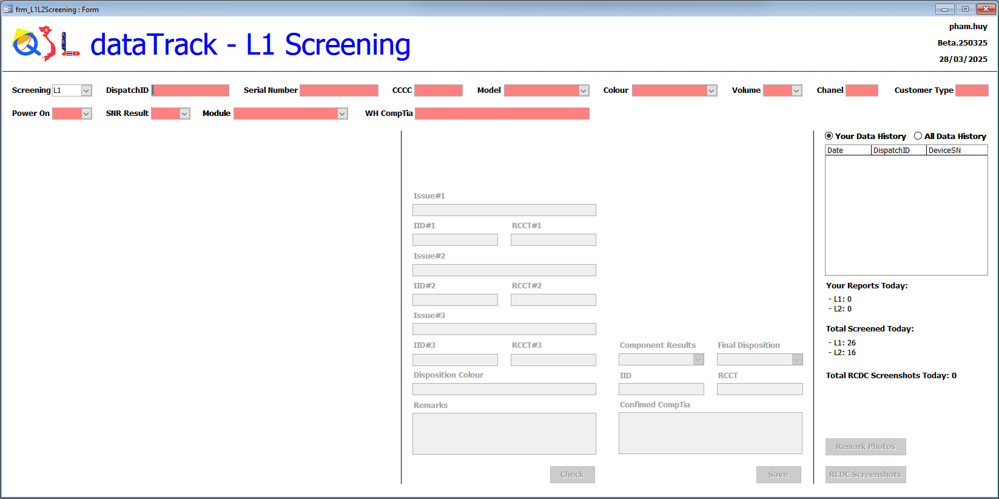 frm_L1L2Screening : Form
QSL dataTrack - L1 Screening
pham.huy
Beta.250325
28/03/2025
Screening L1 DispatchID Serial Number CCCC Model Colour Volume Chanel Customer Type
Power On SNR Result Module WH CompTia
Your Data History All Data History
Date DispatchID DeviceSN
Issue#1
IID#1 RCCT#1
Issue#2
IID#2 RCCT#2
Issue#3
IID#3 RCCT#3
Disposition Colour
Remarks
Check
Component Results Final Disposition
IID RCCT
Confimed CompTia
Save
Your Reports Today:
- L1: 0
- L2: 0
Total Screened Today:
- L1: 26
- L2: 16
Total RCDC Screenshots Today: 0
Remark Photos
RCDC Screenshots